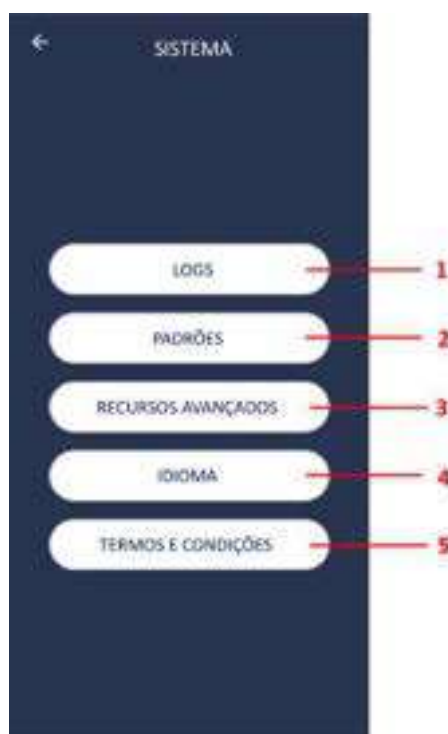 SISTEMA
LOGS 1
PADRÕES 2
RECURSOS AVANÇADOS 3
IDIOMA 4
TERMOS E CONDIÇÕES 5